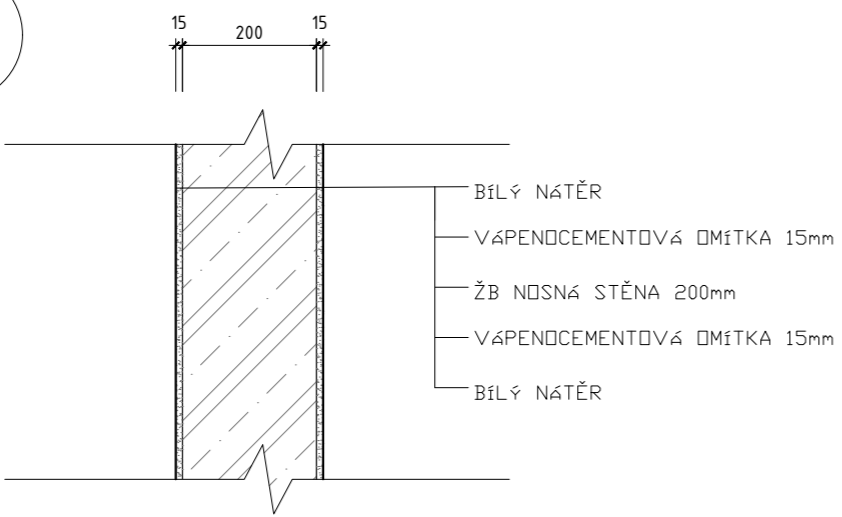 15 200 15
BÍLÝ NÁTĚR
VÁPENOCEMENTOVÁ OMÍTKA 15mm
ŽB NOSNÁ STĚNA 200mm
VÁPENOCEMENTOVÁ OMÍTKA 15mm
BÍLÝ NÁTĚR